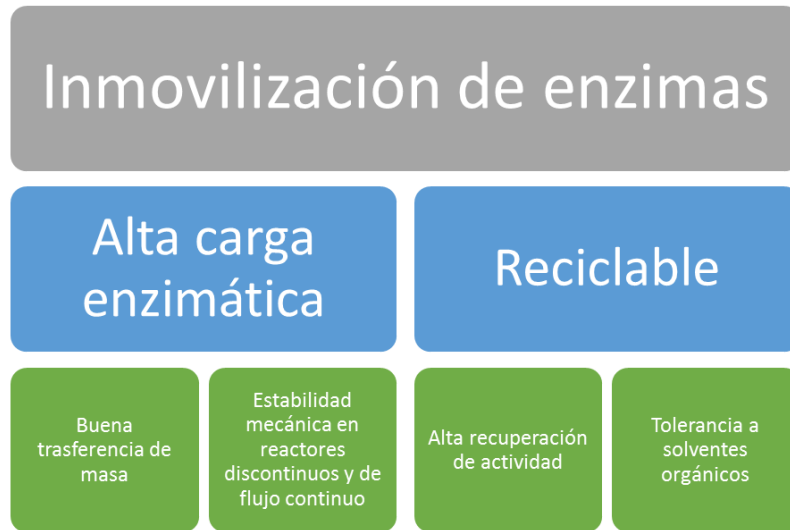 Inmovilización de enzimas
Alta carga
enzimática
Reciclable
Buena
trasferencia de
masa
Estabilidad
mecánica en
reactores
discontinuos y de
flujo continuo
Alta recuperación
de actividad
Tolerancia a
solventes
orgánicos